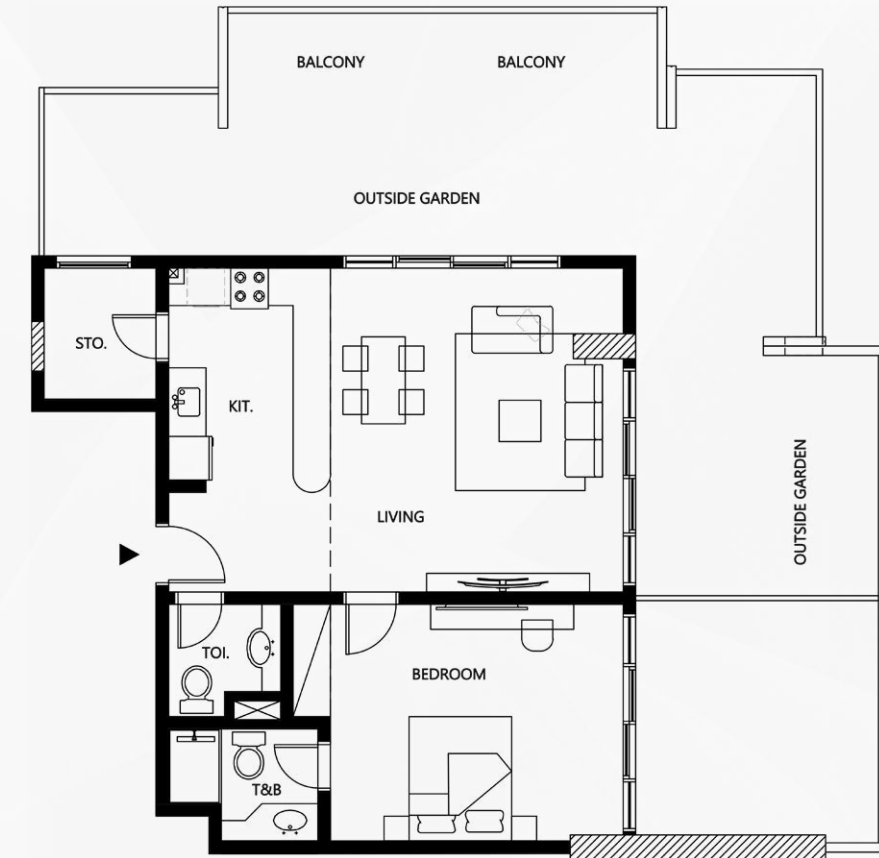 BALCONY BALCONY
OUTSIDE GARDEN
STO.
KIT.
OUTSIDE GARDEN
LIVING
TOI.
BEDROOM
T&B